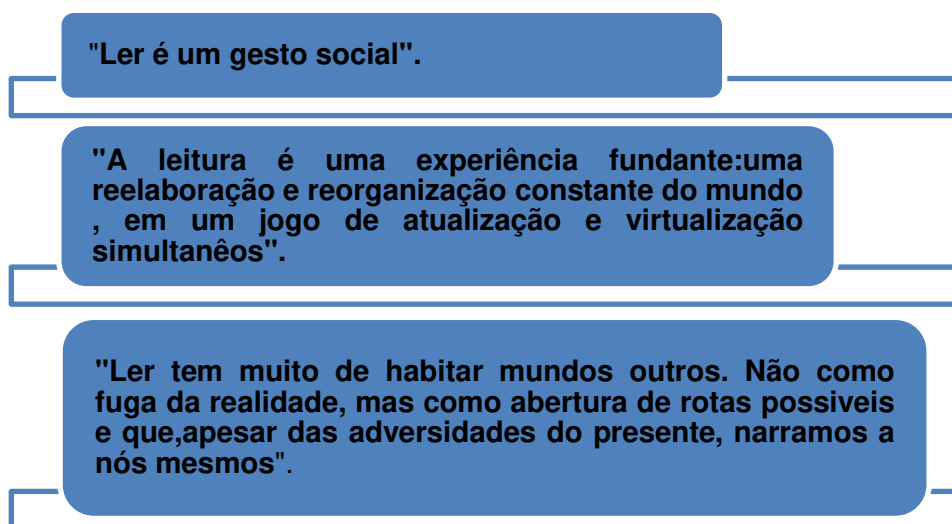 "Ler é um gesto social".
"A leitura é uma experiência fundante:uma
reelaboração e reorganização constante do mundo
, em um jogo de atualização e virtualização
simultanêos".
"Ler tem muito de habitar mundos outros. Não como
fuga da realidade, mas como abertura de rotas possiveis
e que,apesar das adversidades do presente, narramos a
nós mesmos".